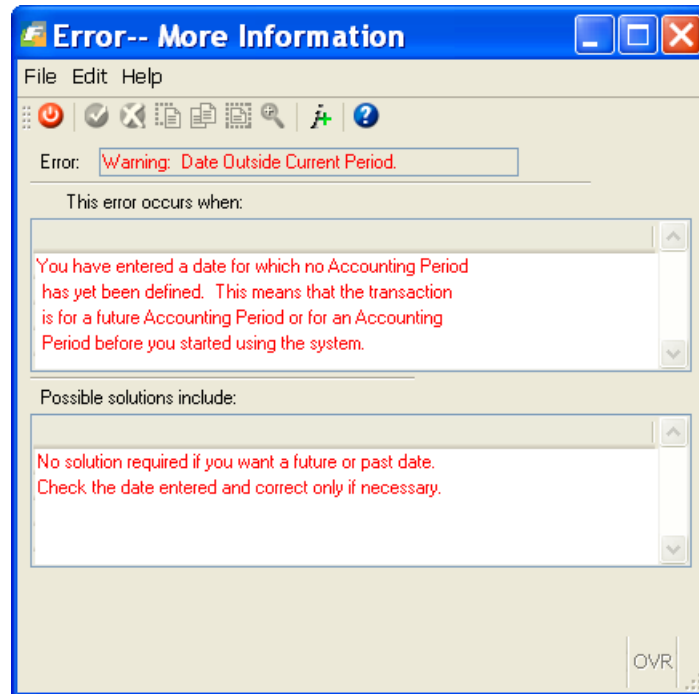 Error-- More Information
File Edit Help
Error: Warning: Date Outside Current Period.
This error occurs when:
You have entered a date for which no Accounting Period
has yet been defined. This means that the transaction
is for a future Accounting Period or for an Accounting
Period before you started using the system.
Possible solutions include:
No solution required if you want a future or past date.
Check the date entered and correct only if necessary.
OVR